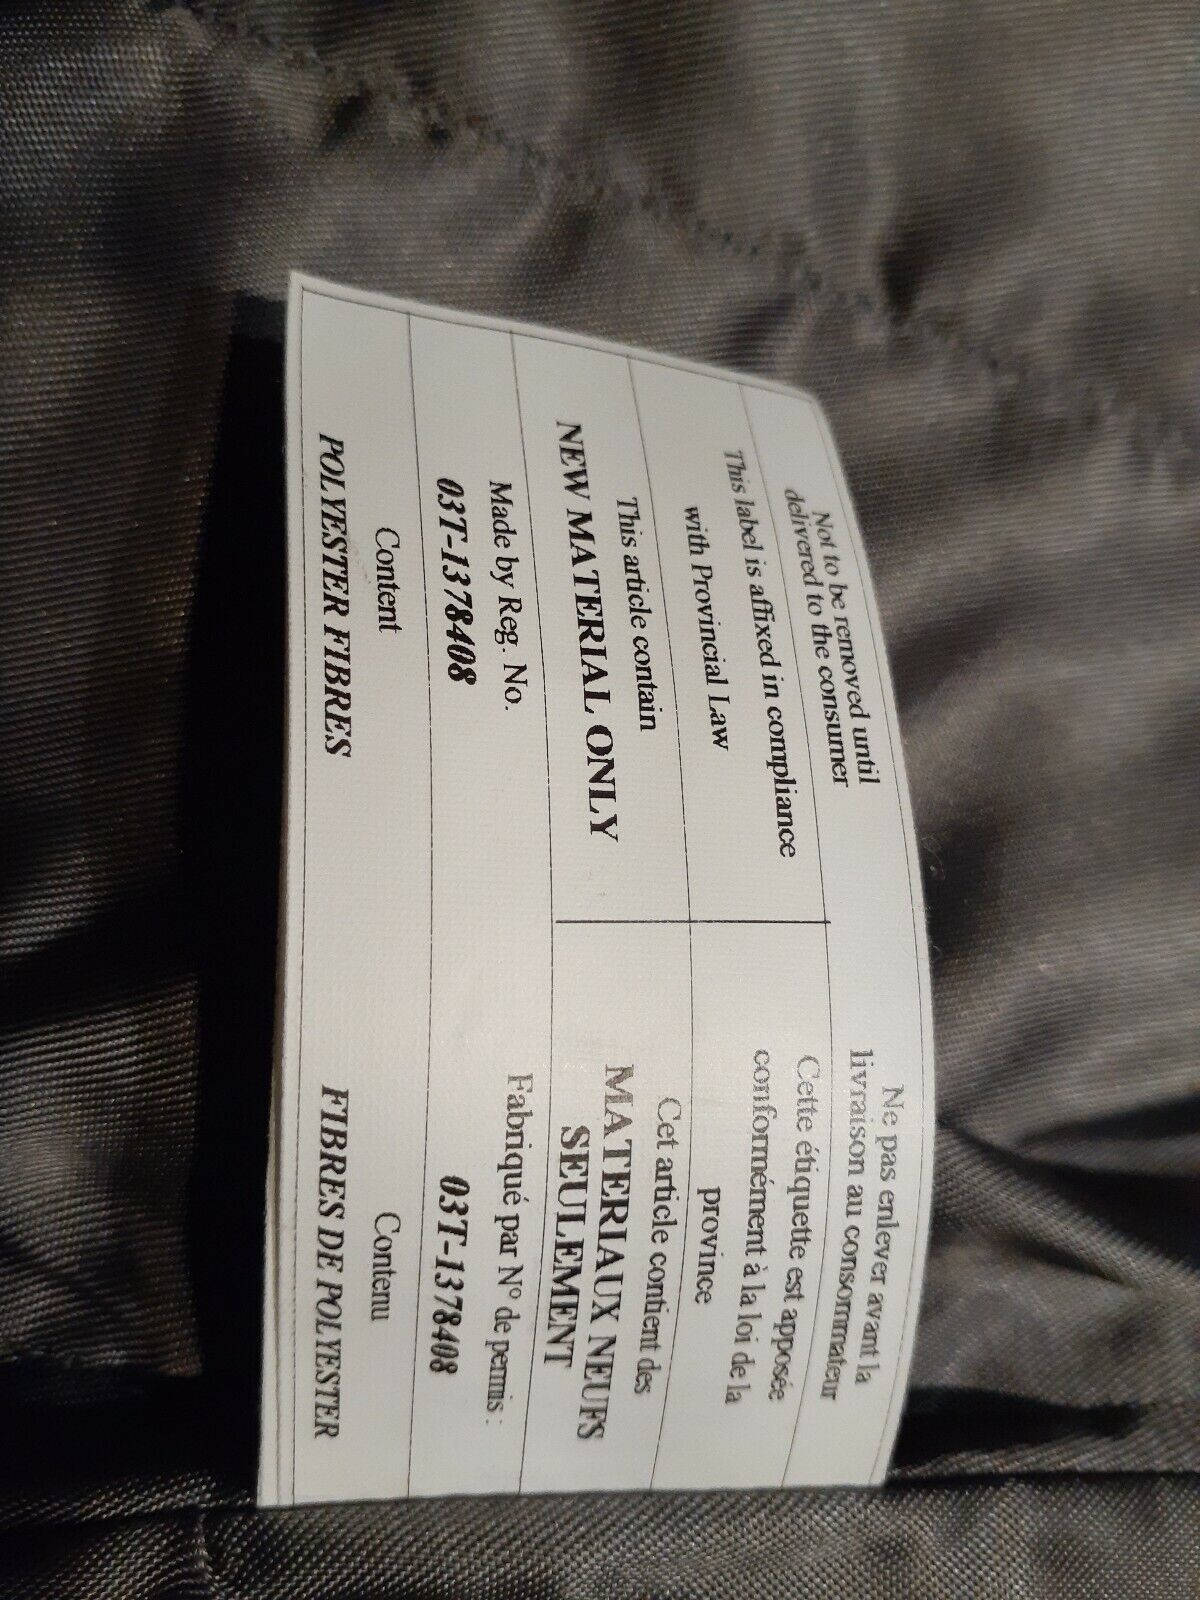 Not to be removed until
delivered to the consumer
Ne pas enlever avant la
livraison au consommateur
This label is affixed in compliance
with Provincial Law
Cette étiquette est apposée
conformément à la loi de la
province
This article contain
NEW MATERIAL ONLY
Cet article contient des
MATERIAUX NEUFS
SEULEMENT
Made by Reg. No.
03T-1378408
Fabriqué par Nº de permis :
03T-1378408
Content
POLYESTER FIBRES
Contenu
FIBRES DE POLYESTER